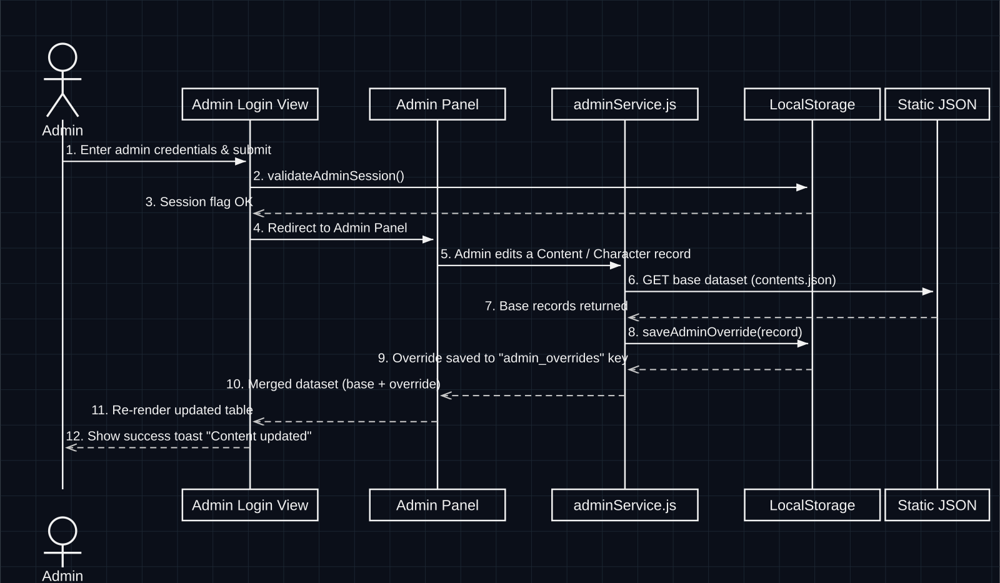 Admin Login View
Admin Panel
adminService.js
LocalStorage
Static JSON
Admin
1. Enter admin credentials & submit
2. validateAdminSession()
3. Session flag OK
4. Redirect to Admin Panel
5. Admin edits a Content / Character record
6. GET base dataset (contents.json)
7. Base records returned
8. saveAdminOverride(record)
9. Override saved to "admin_overrides" key
10. Merged dataset (base + override)
11. Re-render updated table
12. Show success toast "Content updated"
Admin Login View
Admin Panel
adminService.js
LocalStorage
Static JSON
Admin